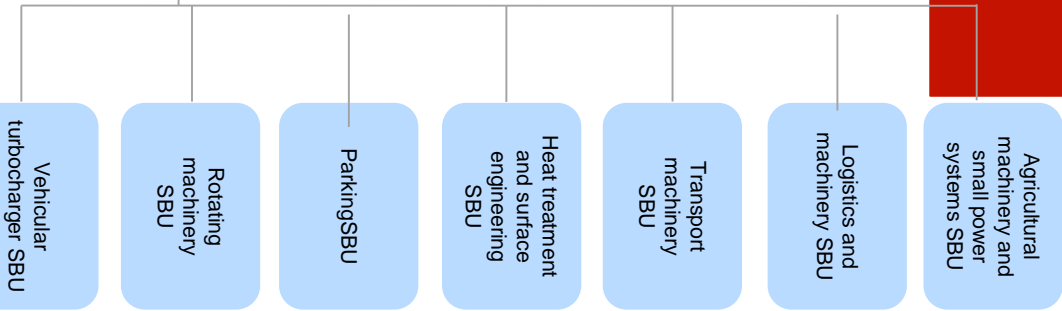 Vehicular
turbocharger SBU
Rotating
machinery
SBU
ParkingSBU
Heat treatment
and surface
engineering
SBU
Transport
machinery
SBU
Logistics and
machinery SBU
Agricultural
machinery and
small power
systems SBU